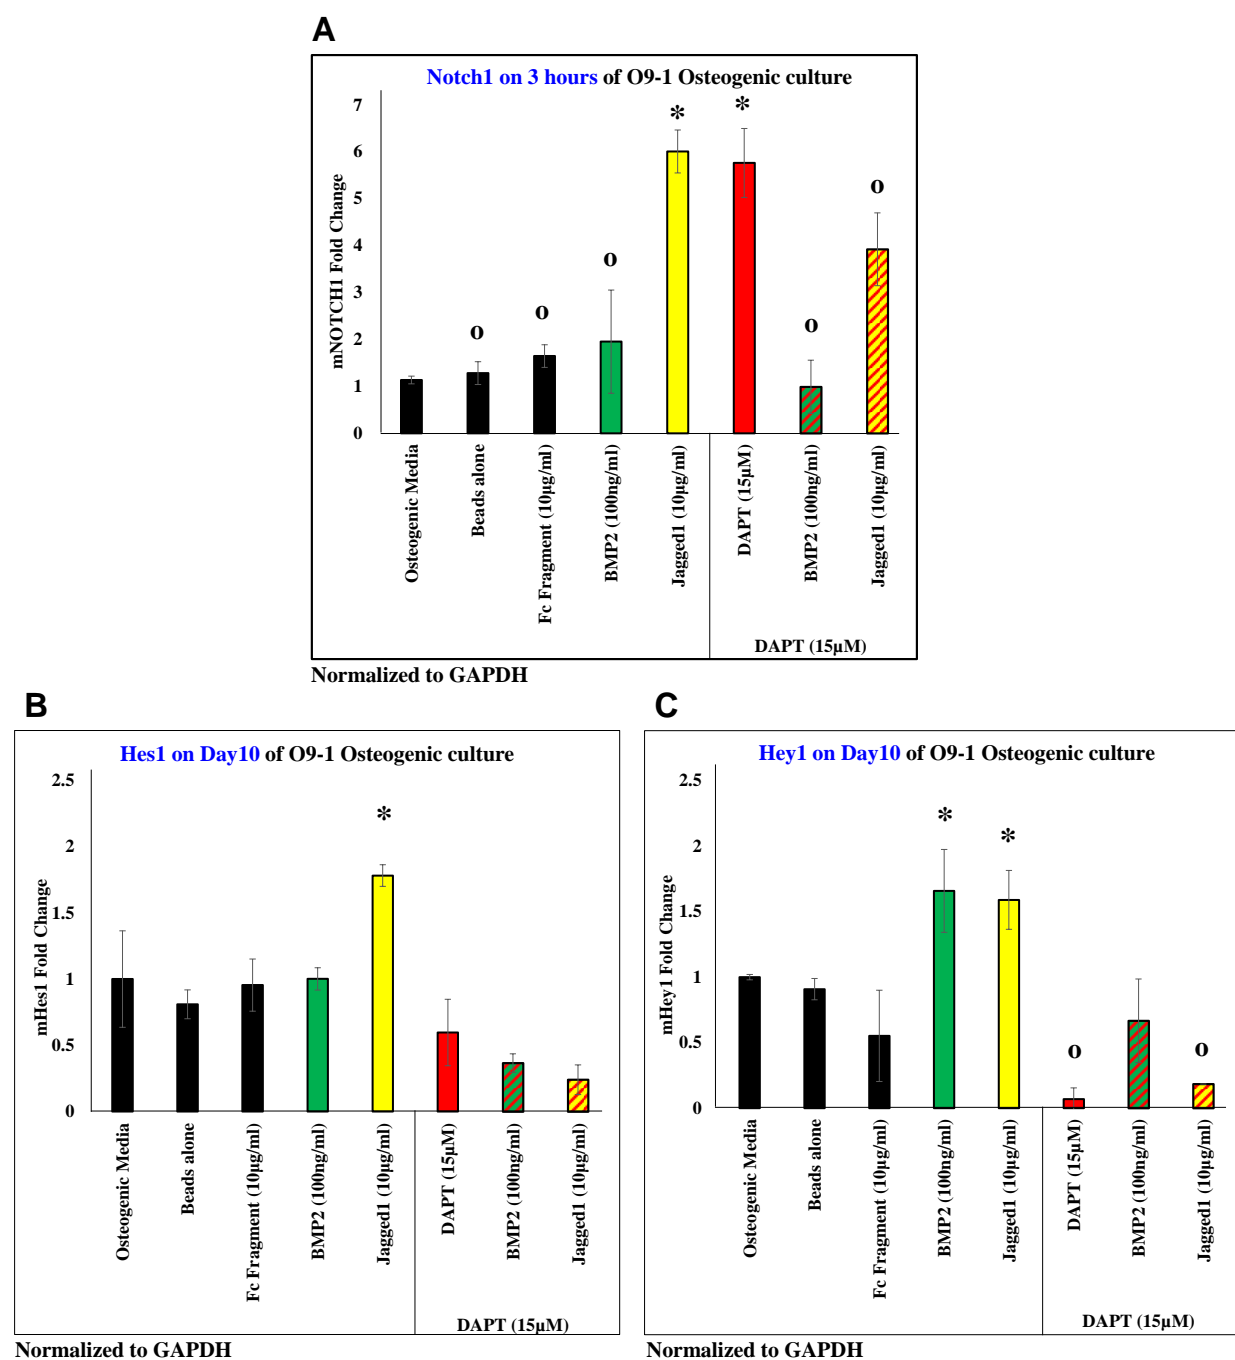 A
Notch1 on 3 hours of O9-1 Osteogenic culture
mNOTCH1 Fold Change
7
6
5
4
3
2
1
0
o
o
o
*
*
o
o
Osteogenic Media
Beads alone
Fc Fragment (10µg/ml)
BMP2 (100ng/ml)
Jagged1 (10µg/ml)
DAPT (15µM)
BMP2 (100ng/ml)
Jagged1 (10µg/ml)
DAPT (15µM)
Normalized to GAPDH
B
Hes1 on Day10 of O9-1 Osteogenic culture
mHes1 Fold Change
2.5
2
1.5
1
0.5
0
*
Osteogenic Media
Beads alone
Fc Fragment (10µg/ml)
BMP2 (100ng/ml)
Jagged1 (10µg/ml)
DAPT (15µM)
BMP2 (100ng/ml)
Jagged1 (10µg/ml)
DAPT (15µM)
Normalized to GAPDH
C
Hey1 on Day10 of O9-1 Osteogenic culture
mHey1 Fold Change
2.5
2
1.5
1
0.5
0
*
*
o
o
Osteogenic Media
Beads alone
Fc Fragment (10µg/ml)
BMP2 (100ng/ml)
Jagged1 (10µg/ml)
DAPT (15µM)
BMP2 (100ng/ml)
Jagged1 (10µg/ml)
DAPT (15µM)
Normalized to GAPDH